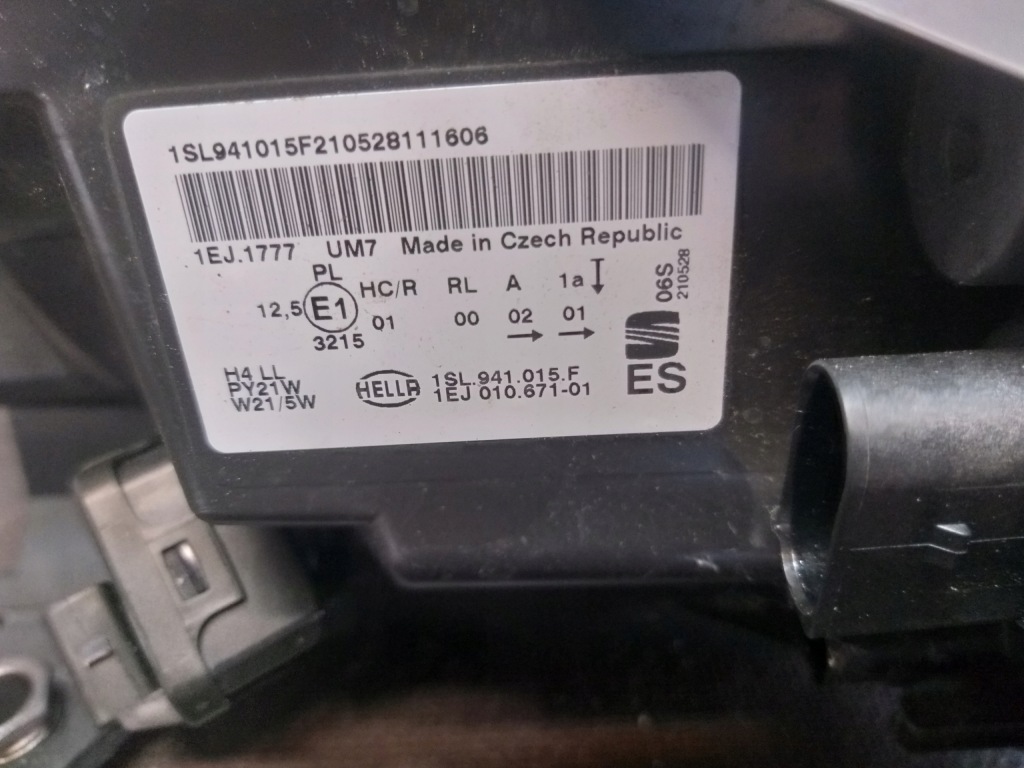 1SL941015F210528111606
1EJ.1777 UM7 Made in Czech Republic
PL
12,5 E1 HC/R RL A 1a
01 00 02 01
3215
06S
210528
H4 LL
PY21W
W21/5W
HELLA
1SL.941.015.F
1EJ 010.671-01
ES